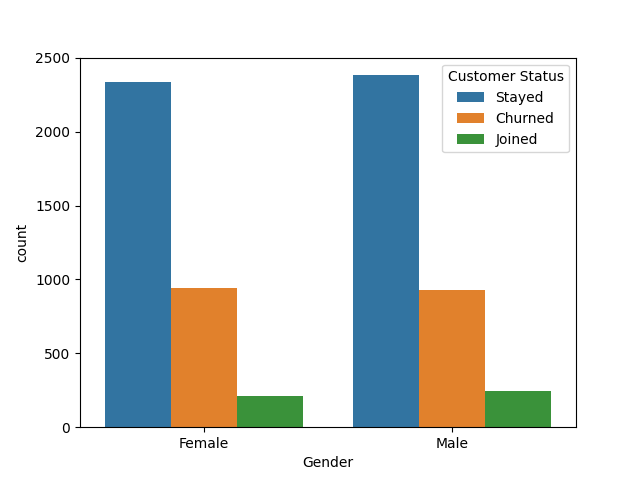 2500
2000
1500
1000
500
0
count
Customer Status
Stayed
Churned
Joined
Female
Male
Gender